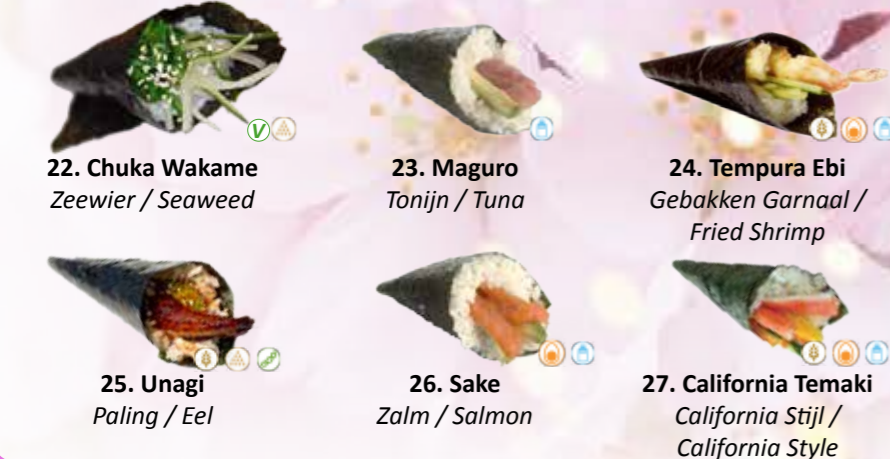 V
22. Chuka Wakame
Zeewier / Seaweed
23. Maguro
Tonijn / Tuna
24. Tempura Ebi
Gebakken Garnaal /
Fried Shrimp
25. Unagi
Paling / Eel
26. Sake
Zalm / Salmon
27. California Temaki
California Stijl /
California Style